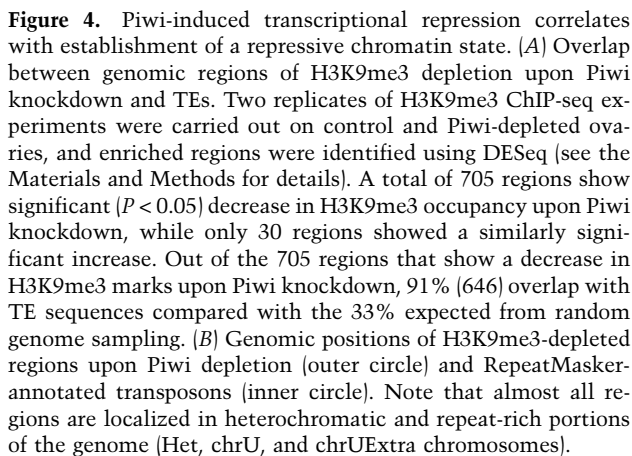 Figure 4. Piwi-induced transcriptional repression correlates
with establishment of a repressive chromatin state. (A) Overlap
between genomic regions of H3K9me3 depletion upon Piwi
knockdown and TEs. Two replicates of H3K9me3 ChIP-seq ex-
periments were carried out on control and Piwi-depleted ova-
ries, and enriched regions were identified using DESeq (see the
Materials and Methods for details). A total of 705 regions show
significant (P < 0.05) decrease in H3K9me3 occupancy upon Piwi
knockdown, while only 30 regions showed a similarly signi-
ficant increase. Out of the 705 regions that show a decrease in
H3K9me3 marks upon Piwi knockdown, 91% (646) overlap with
TE sequences compared with the 33% expected from random
genome sampling. (B) Genomic positions of H3K9me3-depleted
regions upon Piwi depletion (outer circle) and RepeatMasker-
annotated transposons (inner circle). Note that almost all re-
gions are localized in heterochromatic and repeat-rich portions
of the genome (Het, chrU, and chrUExtra chromosomes).